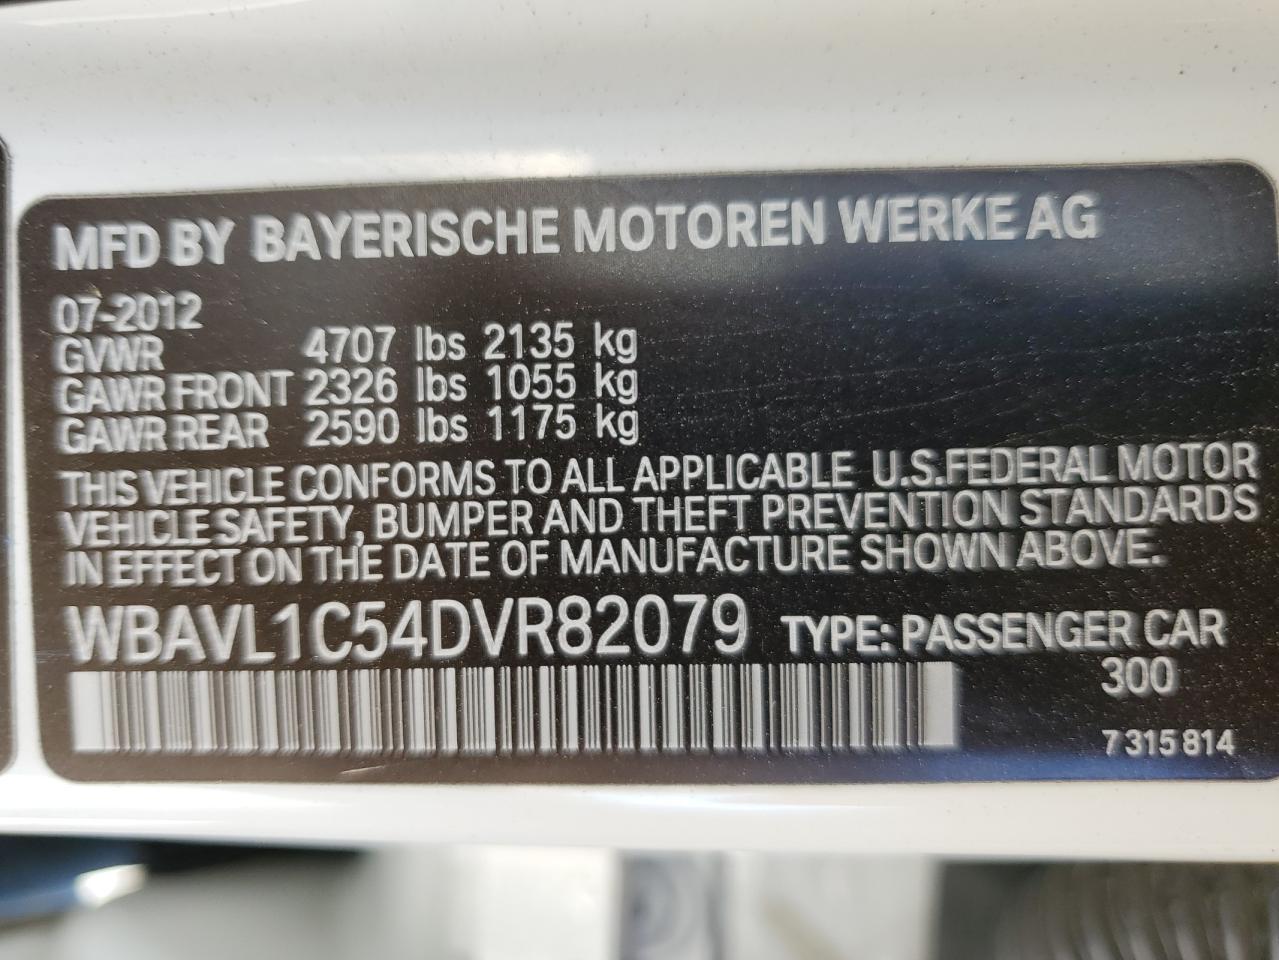 MFD BY BAYERISCHE MOTOREN WERKE AG
07-2012
GVWR 4707 lbs 2135 kg
GAWR FRONT 2326 lbs 1055 kg
GAWR REAR 2590 lbs 1175 kg
THIS VEHICLE CONFORMS TO ALL APPLICABLE U.S.FEDERAL MOTOR
VEHICLE SAFETY, BUMPER AND THEFT PREVENTION STANDARDS
IN EFFECT ON THE DATE OF MANUFACTURE SHOWN ABOVE.
WBAVL1C54DVR82079 TYPE: PASSENGER CAR
300
7 315 814